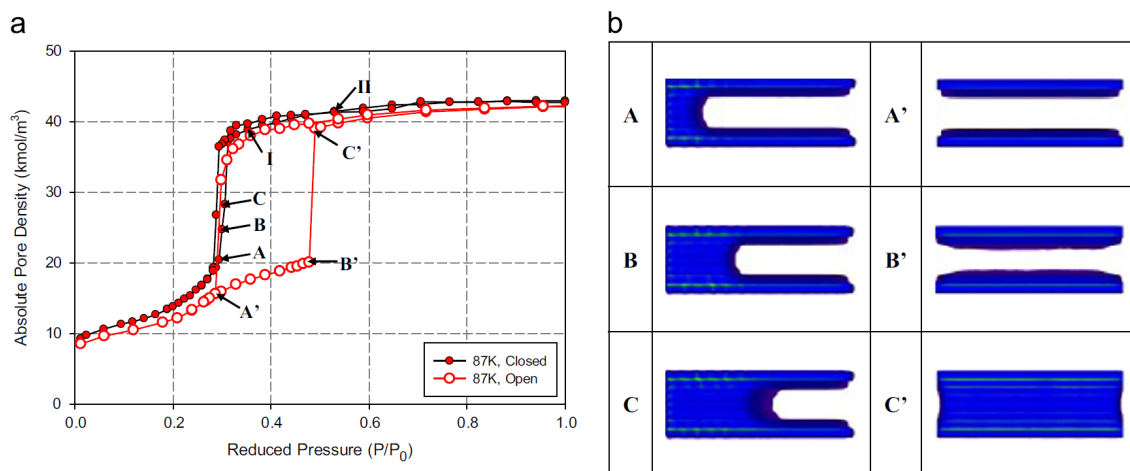 a
b
50
40
30
20
10
0
0.0
0.2
0.4
0.6
0.8
1.0
Absolute Pore Density (kmol/m³)
Reduced Pressure (P/P₀)
II
I
C'
C
B
A
B'
A'
87K, Closed
87K, Open
A
A'
B
B'
C
C'